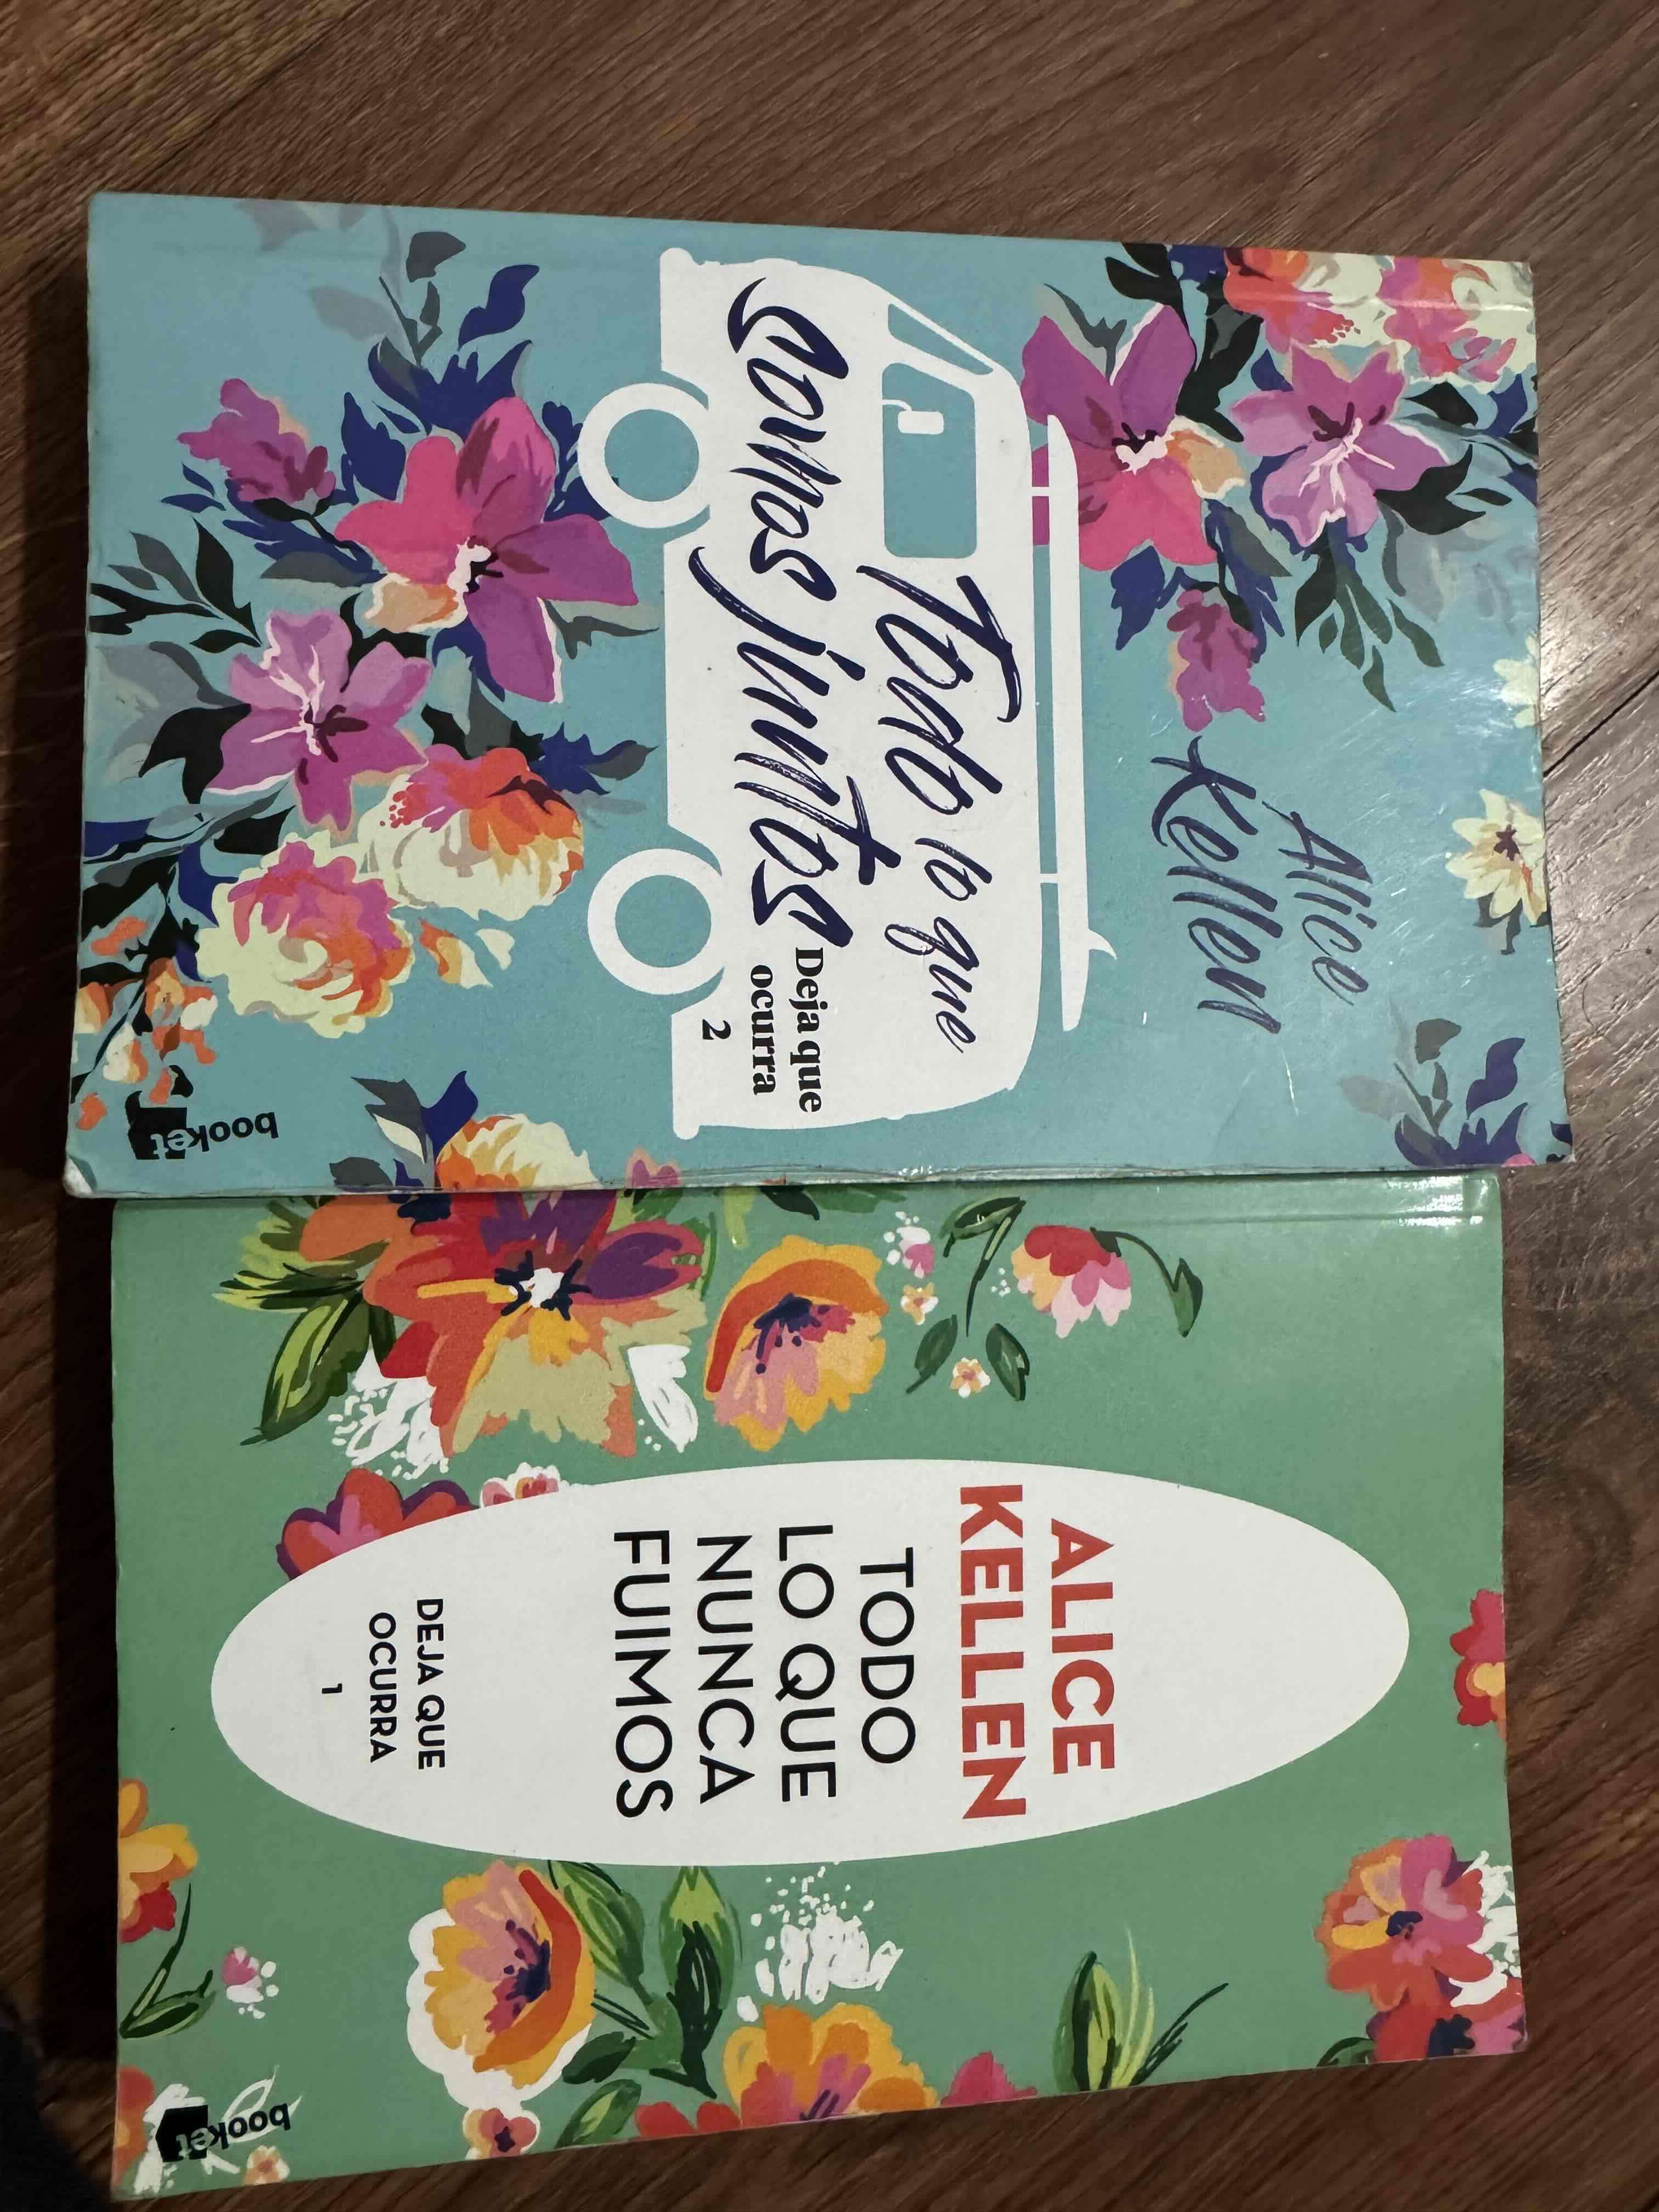 Alice
Kellen
Todo lo que
somos juntos
Deja que
ocurra
2
booket
ALICE
KELLEN
TODO
LO QUE
NUNCA
FUIMOS
DEJA QUE
OCURRA
1
booket